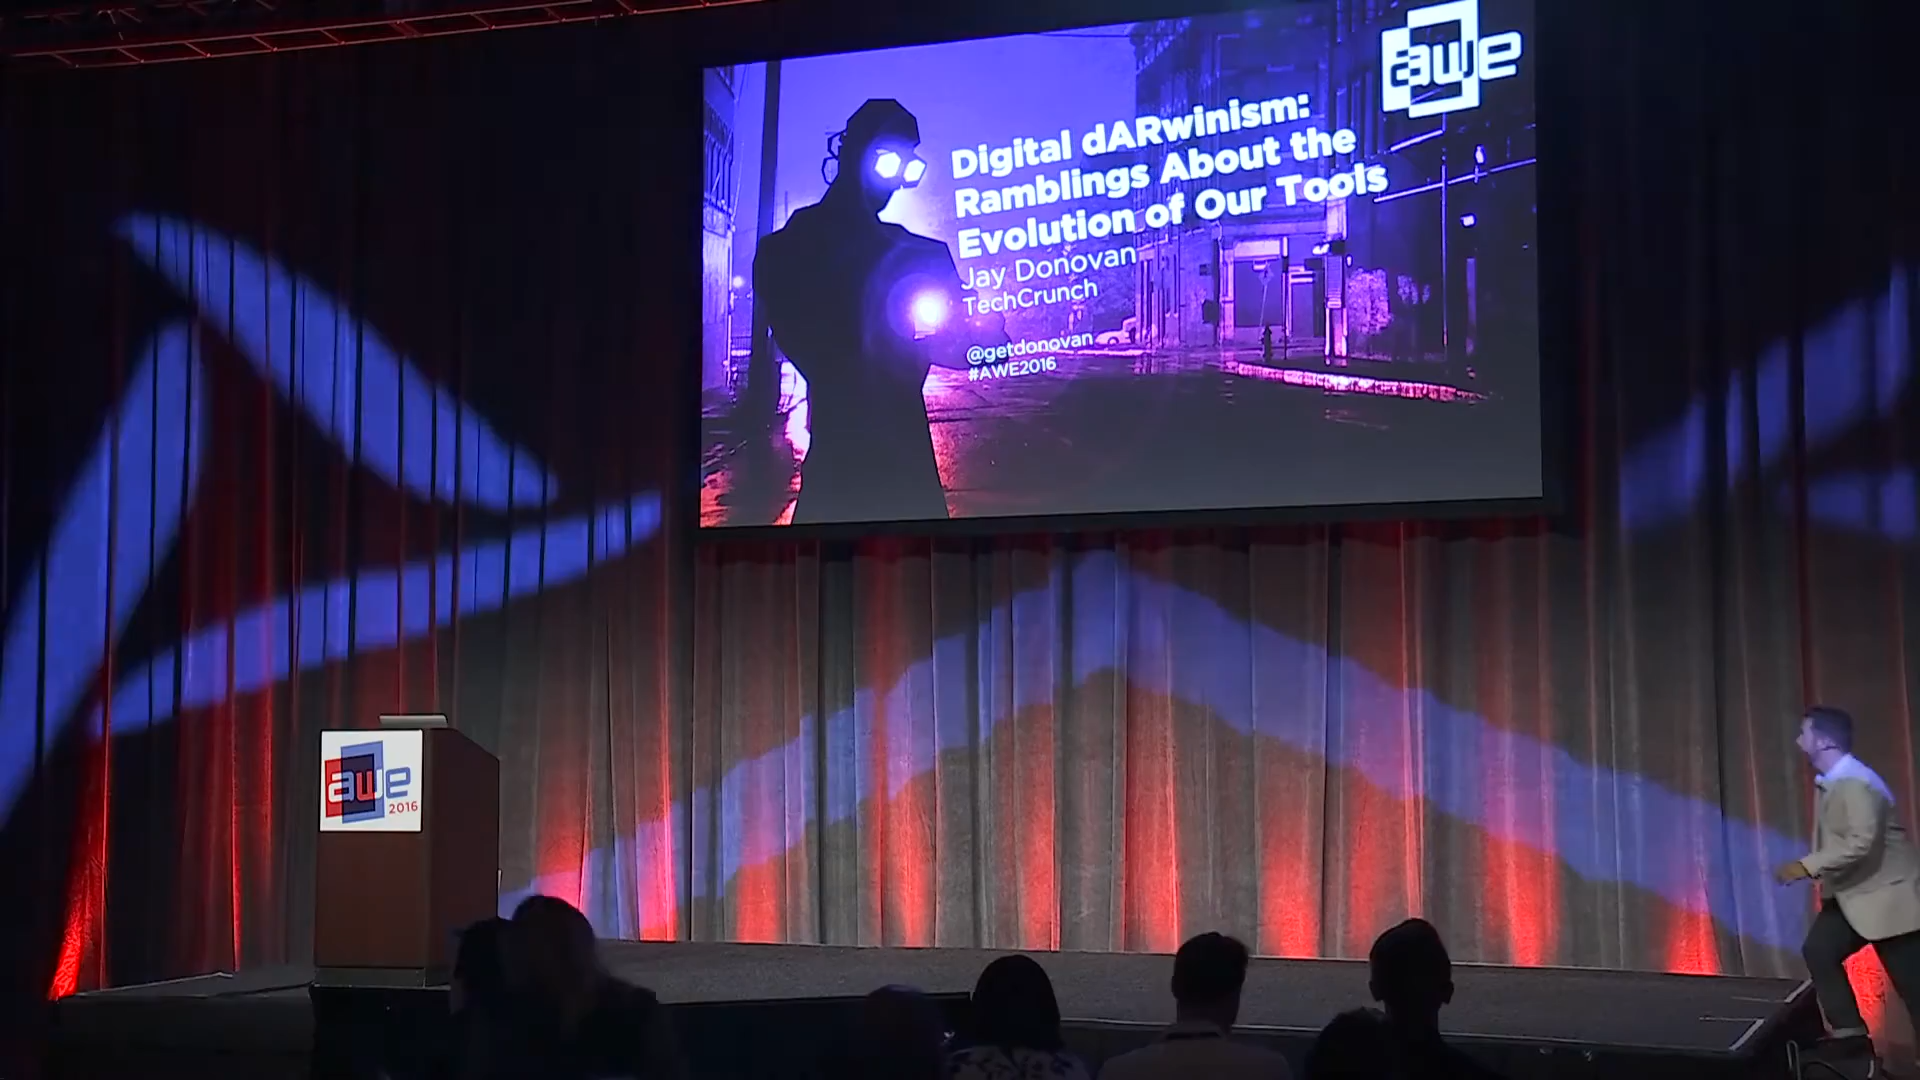 awe
Digital dARwinism:
Ramblings About the
Evolution of Our Tools
Jay Donovan
TechCrunch
@getdonovan
#AWE2016
awe
2016